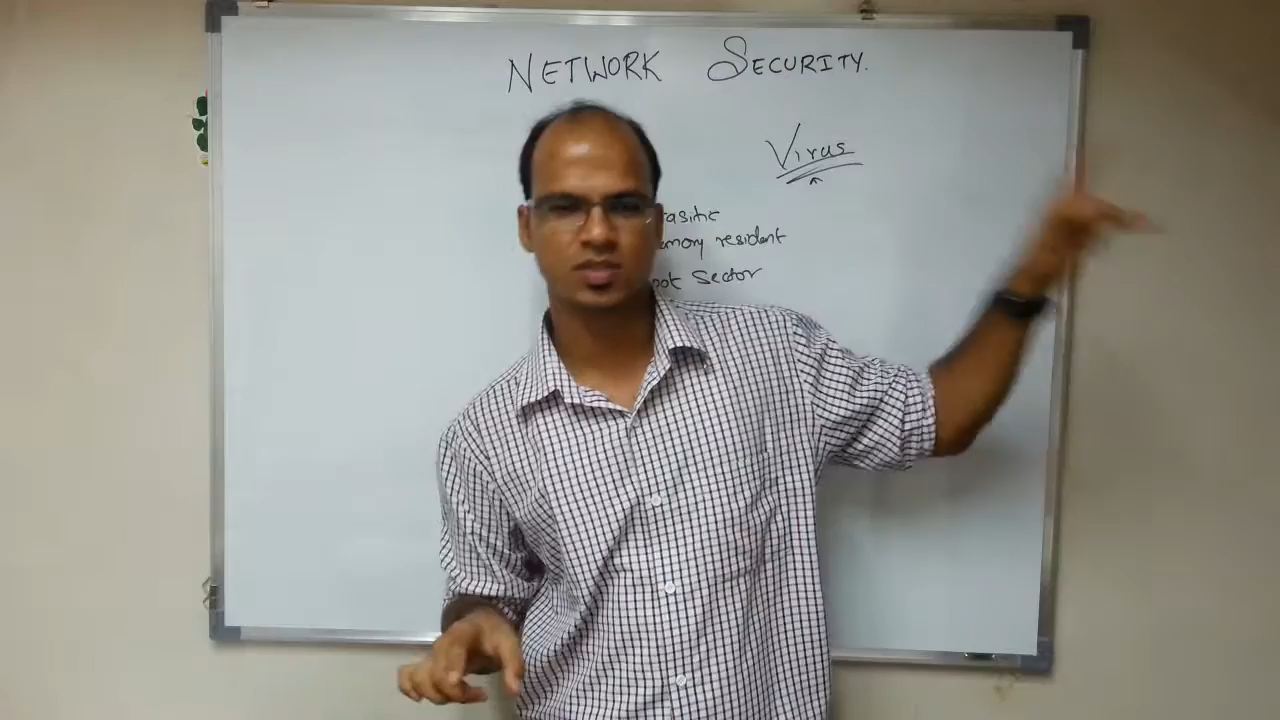 NETWORK SECURITY.
Virus
rasitic
emory resident
oot Sector